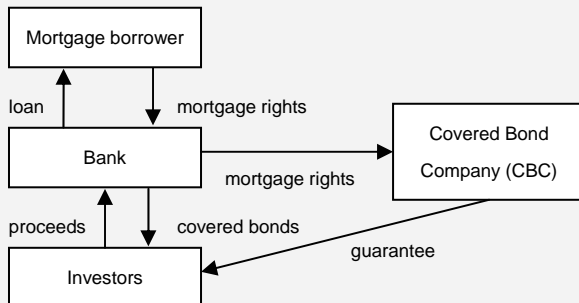 Mortgage borrower
loan
mortgage rights
Bank
mortgage rights
Covered Bond
Company (CBC)
proceeds
covered bonds
guarantee
Investors